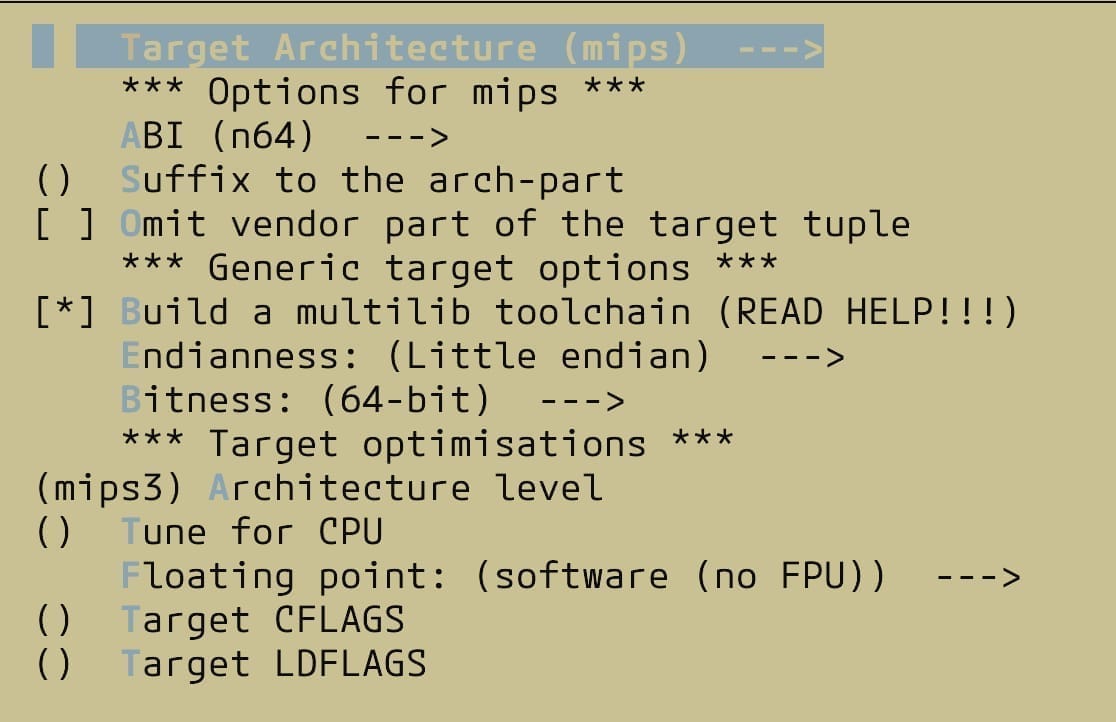 Target Architecture (mips)  --->
*** Options for mips ***
ABI (n64)  --->
()  Suffix to the arch-part
[ ] Omit vendor part of the target tuple
*** Generic target options ***
[*] Build a multilib toolchain (READ HELP!!!)
Endianness: (Little endian)  --->
Bitness: (64-bit)  --->
*** Target optimisations ***
(mips3) Architecture level
()  Tune for CPU
Floating point: (software (no FPU))  --->
()  Target CFLAGS
()  Target LDFLAGS